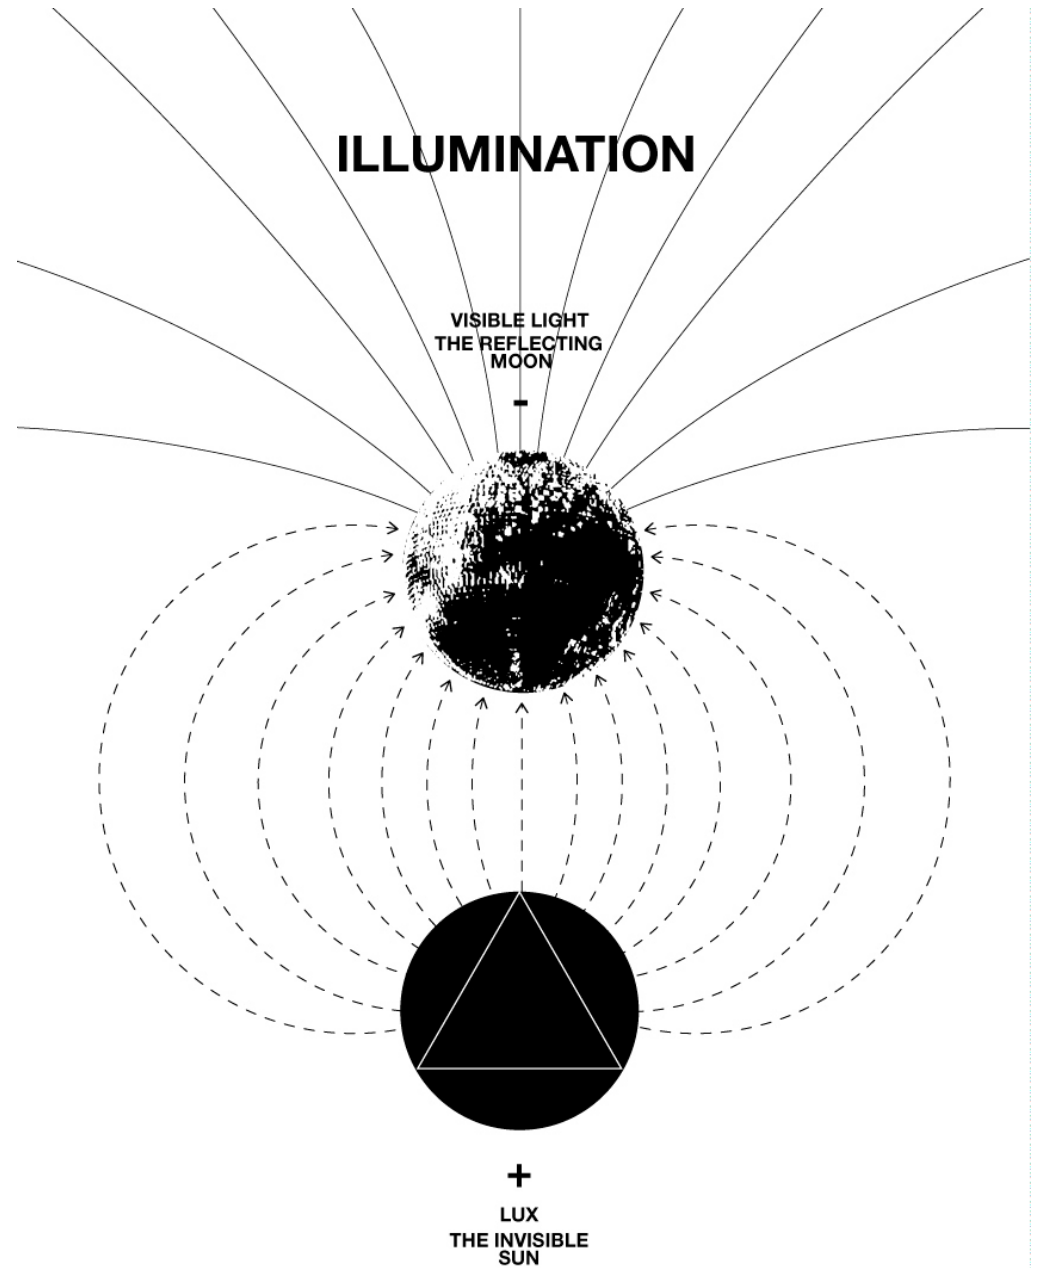 ILLUMINATION
VISIBLE LIGHT
THE REFLECTING
MOON
-
+
LUX
THE INVISIBLE
SUN